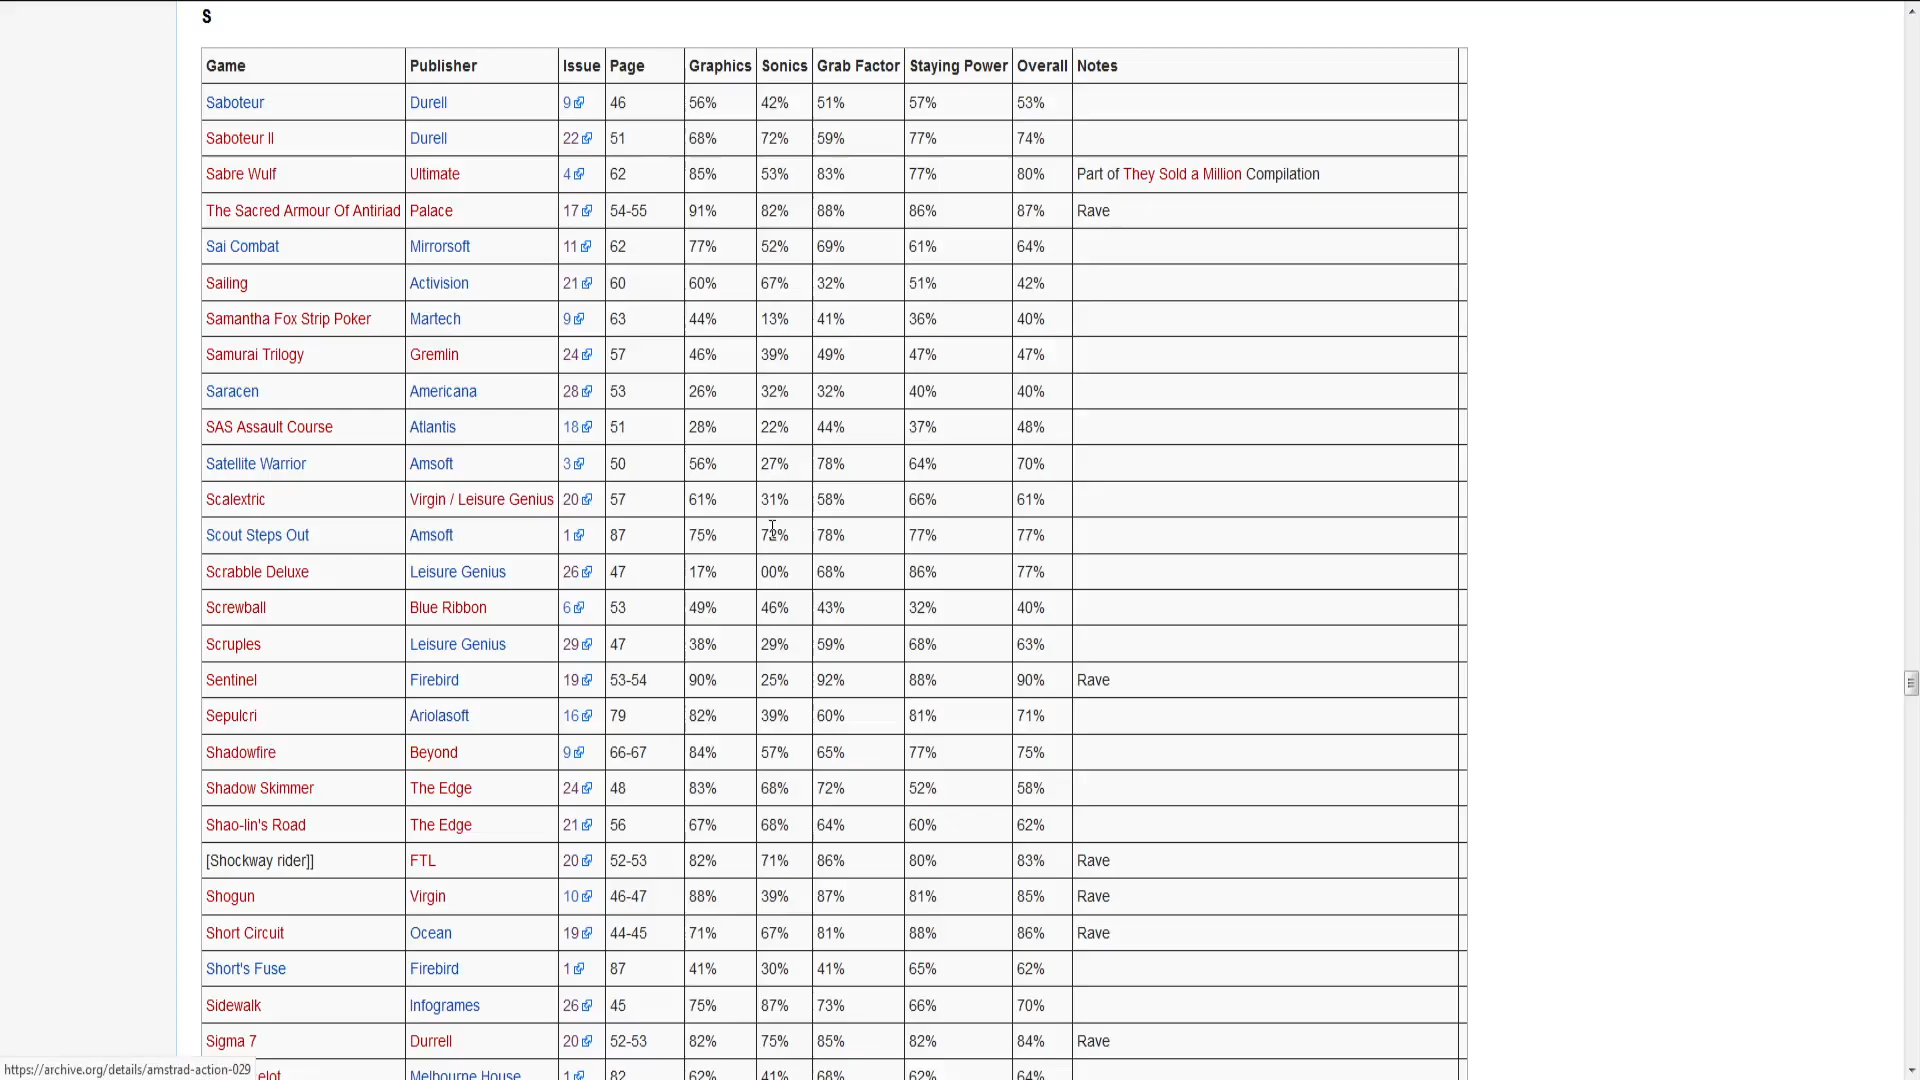 S
Game Publisher Issue Page Graphics Sonics Grab Factor Staying Power Overall Notes
Saboteur Durell 9 46 56% 42% 51% 57% 53%
Saboteur II Durell 22 51 68% 72% 59% 77% 74%
Sabre Wulf Ultimate 4 62 85% 53% 83% 77% 80% Part of They Sold a Million Compilation
The Sacred Armour Of Antiriad Palace 17 54-55 91% 82% 88% 86% 87% Rave
Sai Combat Mirrorsoft 11 62 77% 52% 69% 61% 64%
Sailing Activision 21 60 60% 67% 32% 51% 42%
Samantha Fox Strip Poker Martech 9 63 44% 13% 41% 36% 40%
Samurai Trilogy Gremlin 24 57 46% 39% 49% 47% 47%
Saracen Americana 28 53 26% 32% 32% 40% 40%
SAS Assault Course Atlantis 18 51 28% 22% 44% 37% 48%
Satellite Warrior Amsoft 3 50 56% 27% 78% 64% 70%
Scalextric Virgin / Leisure Genius 20 57 61% 31% 58% 66% 61%
Scout Steps Out Amsoft 1 87 75% 72% 78% 77% 77%
Scrabble Deluxe Leisure Genius 26 47 17% 00% 68% 86% 77%
Screwball Blue Ribbon 6 53 49% 46% 43% 32% 40%
Scruples Leisure Genius 29 47 38% 29% 59% 68% 63%
Sentinel Firebird 19 53-54 90% 25% 92% 88% 90% Rave
Sepulcri Ariolasoft 16 79 82% 39% 60% 81% 71%
Shadowfire Beyond 9 66-67 84% 57% 65% 77% 75%
Shadow Skimmer The Edge 24 48 83% 68% 72% 52% 58%
Shao-lin's Road The Edge 21 56 67% 68% 64% 60% 62%
[Shockway rider]] FTL 20 52-53 82% 71% 86% 80% 83% Rave
Shogun Virgin 10 46-47 88% 39% 87% 81% 85% Rave
Short Circuit Ocean 19 44-45 71% 67% 81% 88% 86% Rave
Short's Fuse Firebird 1 87 41% 30% 41% 65% 62%
Sidewalk Infogrames 26 45 75% 87% 73% 66% 70%
Sigma 7 Durrell 20 52-53 82% 75% 85% 82% 84% Rave
elot Melbourne House 1 82 62% 41% 68% 62% 64%
https://archive.org/details/amstrad-action-029